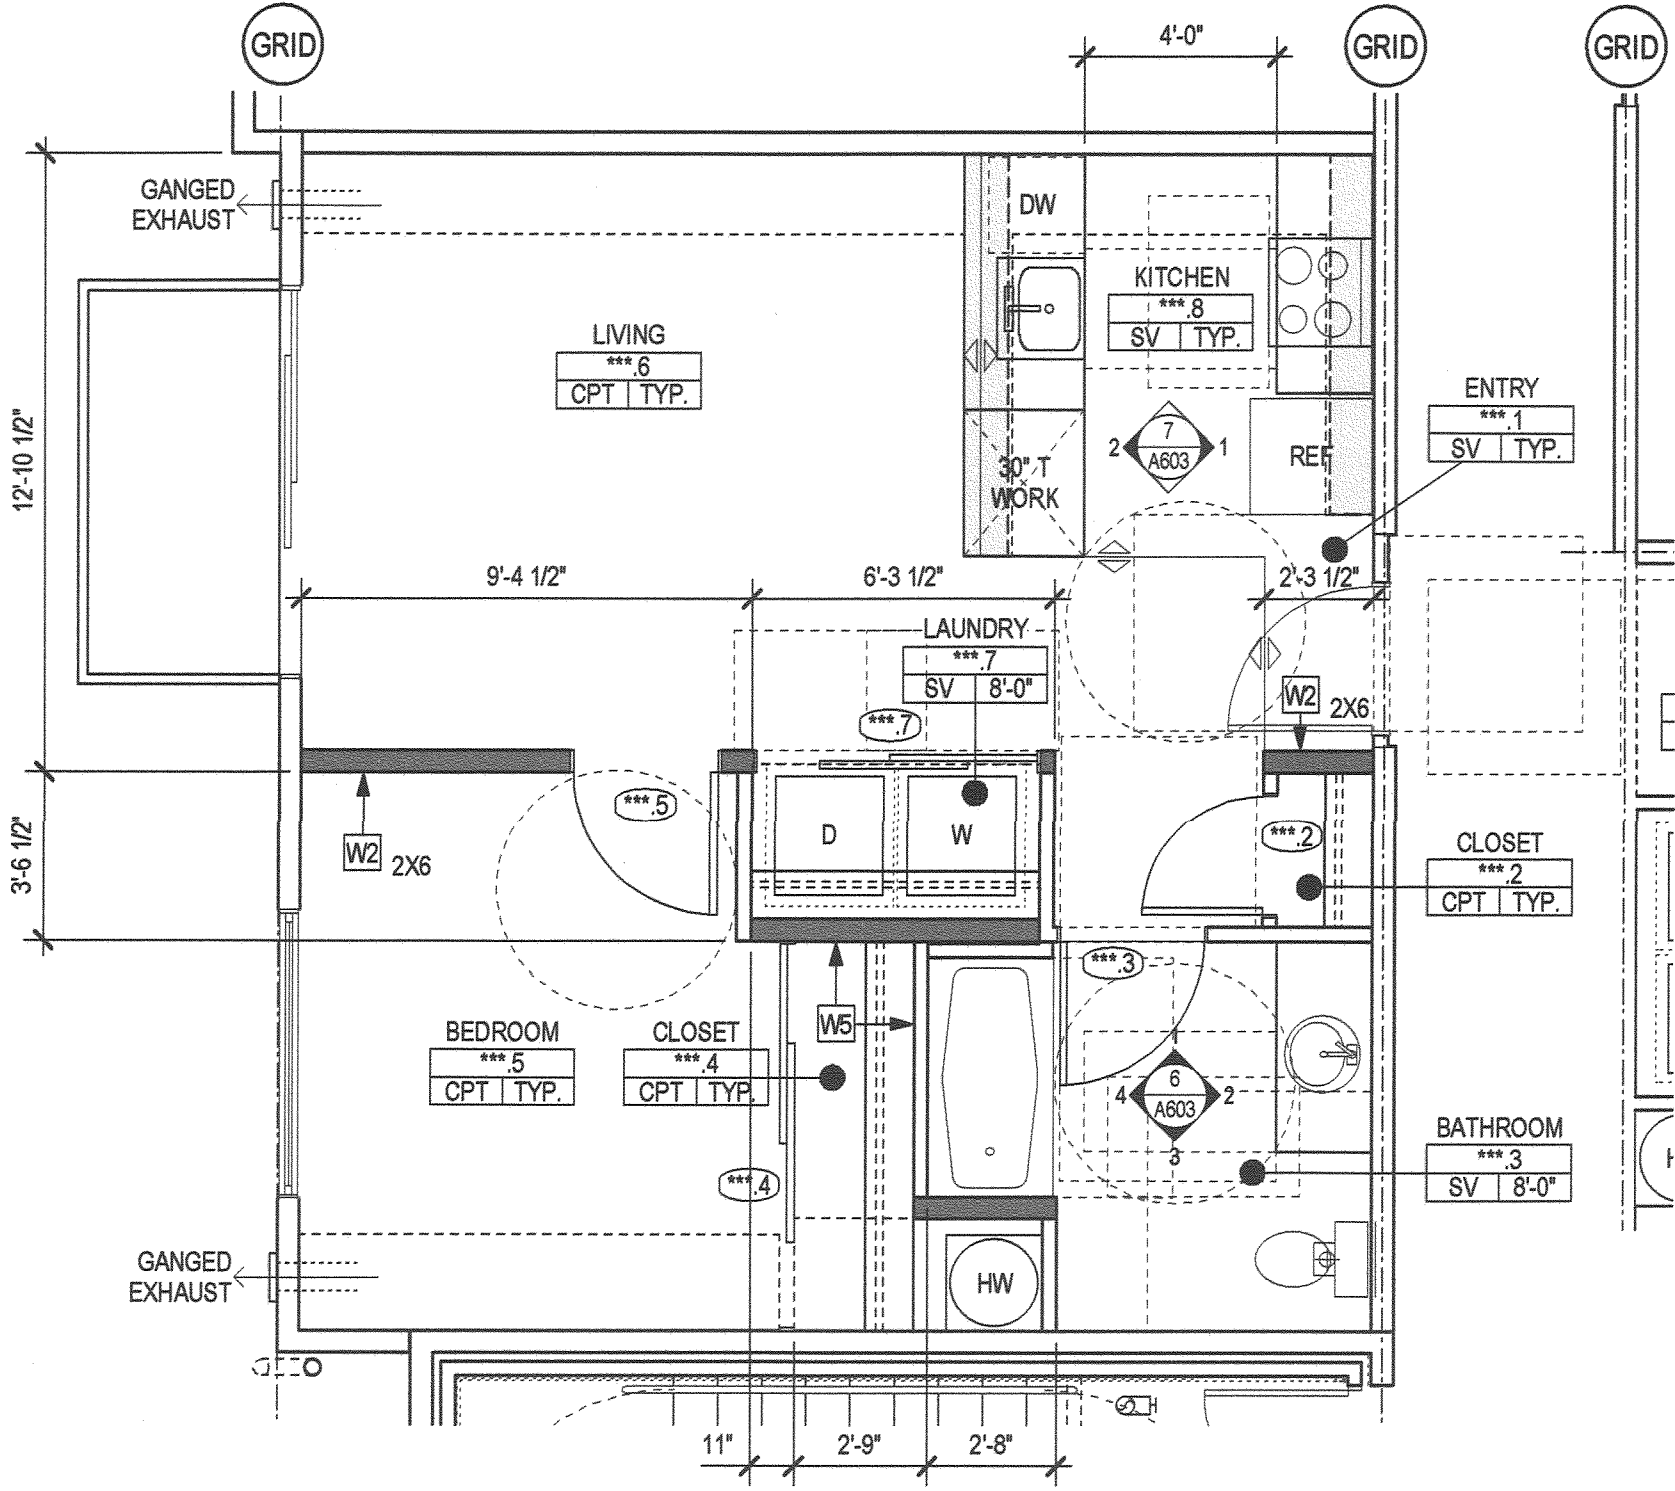 GRID
GRID
GRID
4'-0"
GANGED
EXHAUST
DW
KITCHEN
***.8
SV TYP.
LIVING
***.6
CPT TYP.
ENTRY
***.1
SV TYP.
12'-10 1/2"
7
2 1
A603
REF
30" T
WORK
9'-4 1/2"
6'-3 1/2"
2'-3 1/2"
LAUNDRY
***.7
SV 8'-0"
W2
2X6
***.7
***.5
D
W
***.2
3'-6 1/2"
W2
2X6
CLOSET
***.2
CPT TYP.
***.3
BEDROOM
***.5
CPT TYP.
CLOSET
***.4
CPT TYP.
W5
1
6
4 2
A603
3
BATHROOM
***.3
SV 8'-0"
***.4
GANGED
EXHAUST
HW
11"
2'-9"
2'-8"